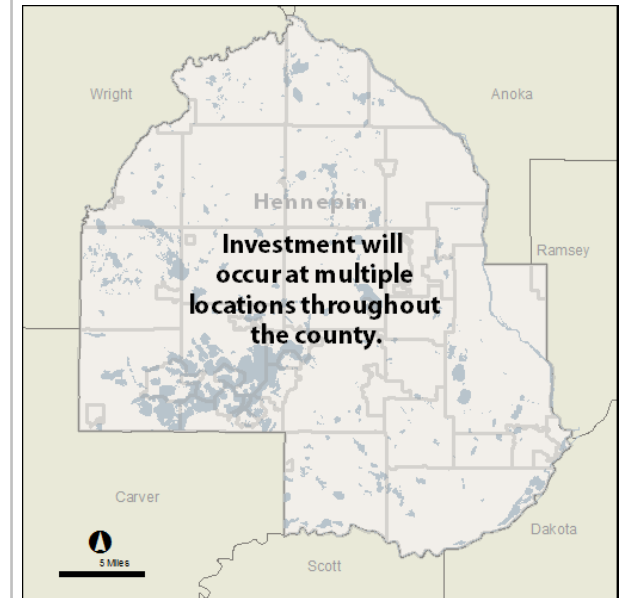 Wright
Anoka
Hennepin
Investment will
occur at multiple
locations throughout
the county.
Ramsey
Carver
Dakota
5 Miles
Scott